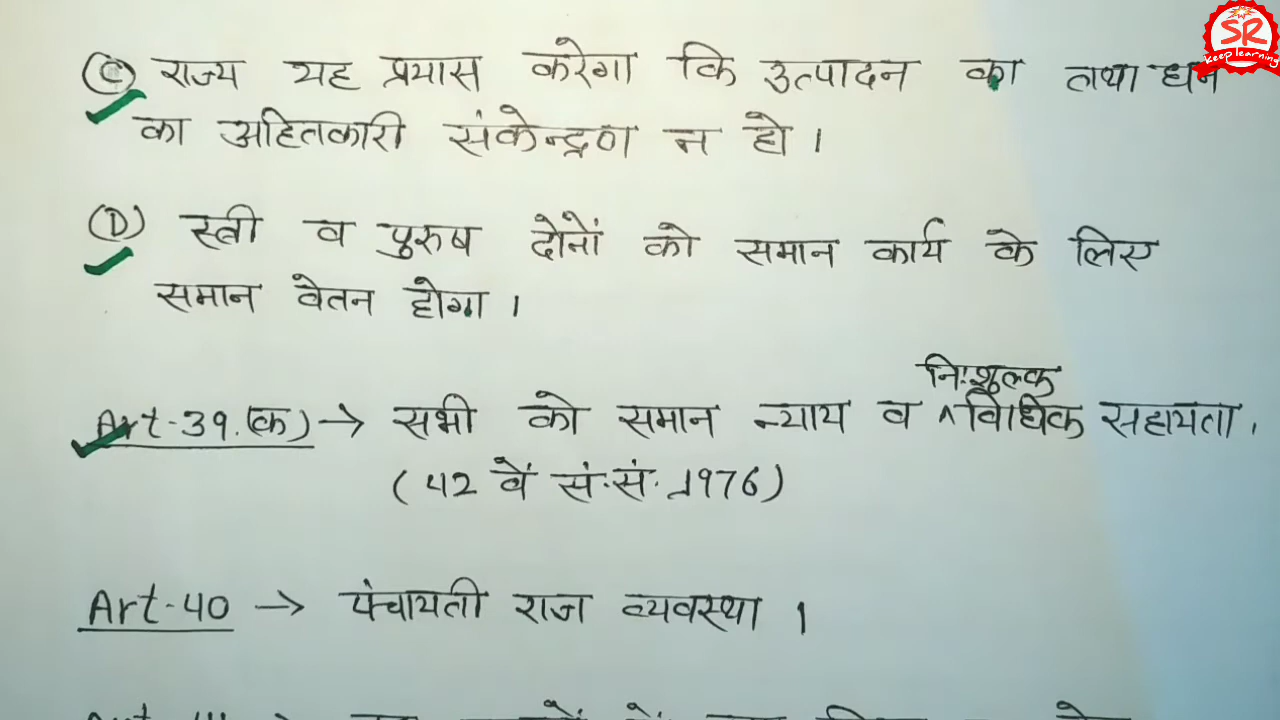 SR
Keep learning
(C) राज्य यह प्रयास करेगा कि उत्पादन का तथा धन
का अहितकारी संकेन्द्रण न हो।
(D) स्त्री व पुरुष दोनों को समान कार्य के लिए
समान वेतन होगा।
निःशुल्क
Art-39.(क) → सभी को समान न्याय व ^ विधिक सहायता।
(42 वें सं.सं. 1976)
Art-40 → पंचायती राज व्यवस्था।